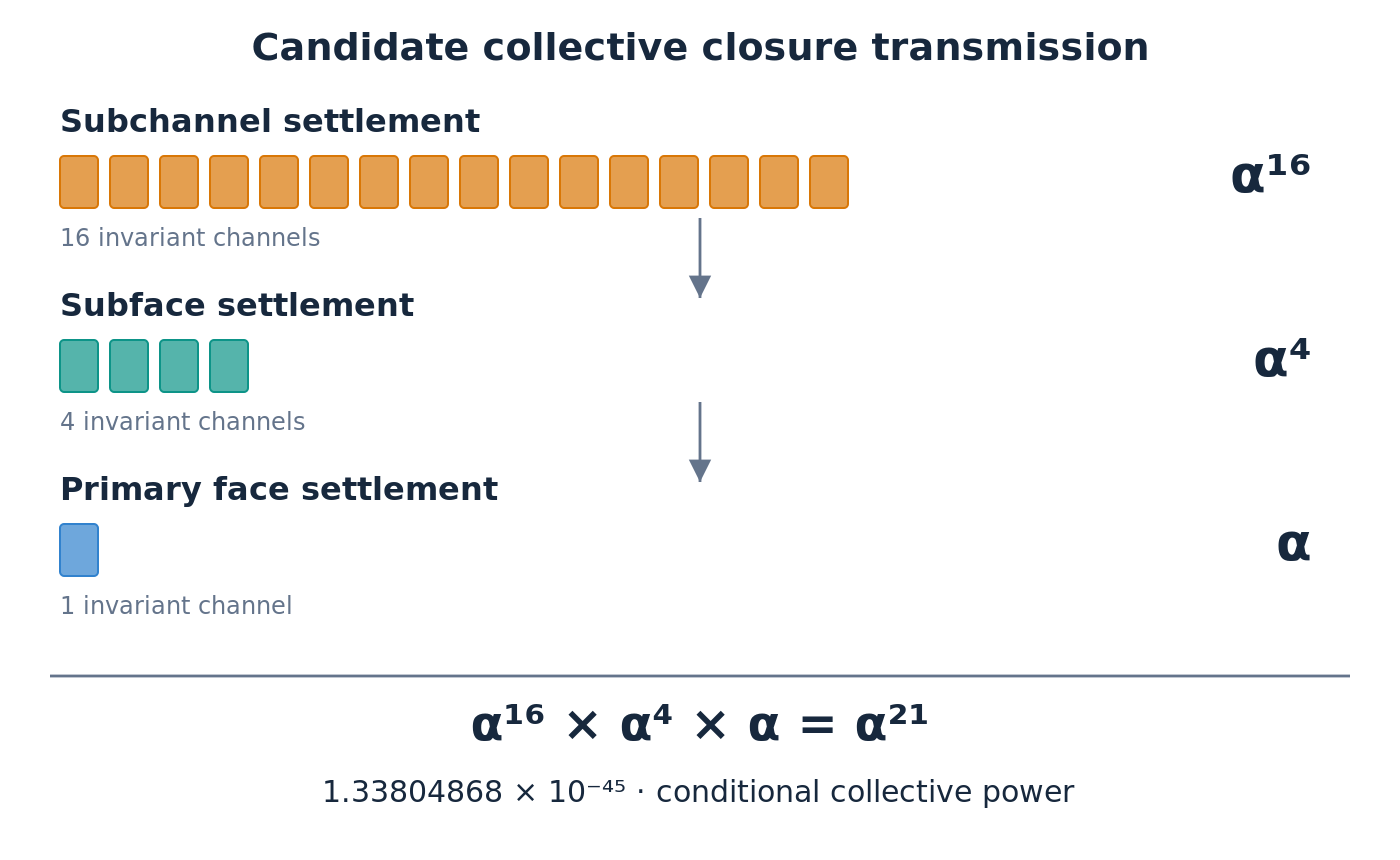 Candidate collective closure transmission
Subchannel settlement
α¹⁶
16 invariant channels
Subface settlement
α⁴
4 invariant channels
Primary face settlement
α
1 invariant channel
α¹⁶ × α⁴ × α = α²¹
1.33804868 × 10⁻⁴⁵ · conditional collective power